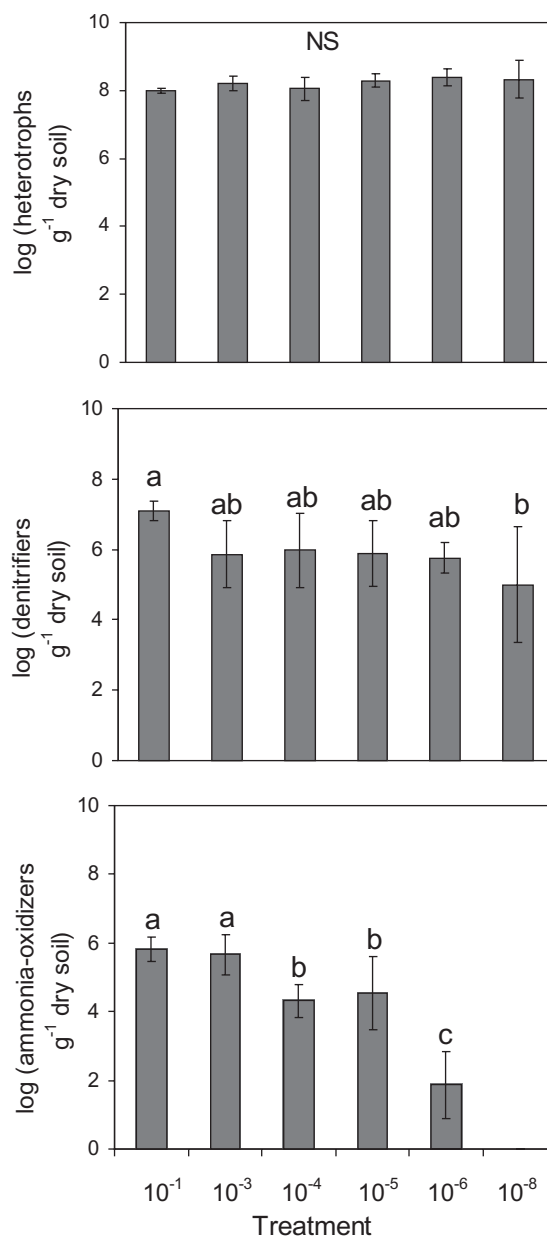 log (heterotrophs
g⁻¹ dry soil)
10
8
6
4
2
0
NS
log (denitrifiers
g⁻¹ dry soil)
10
8
6
4
2
0
a ab ab ab ab b
log (ammonia-oxidizers
g⁻¹ dry soil)
10
8
6
4
2
0
a a b b c
10⁻¹ 10⁻³ 10⁻⁴ 10⁻⁵ 10⁻⁶ 10⁻⁸
Treatment